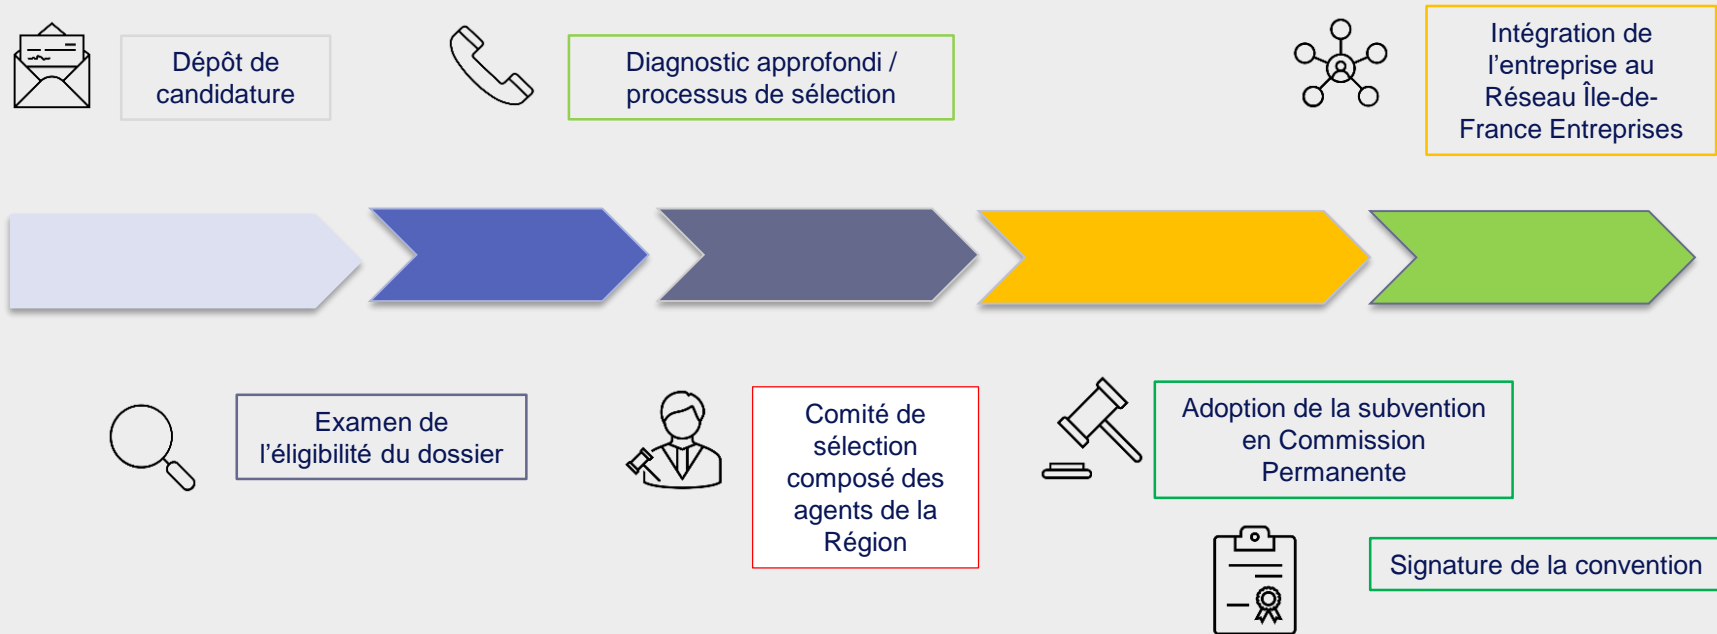 Dépôt de
candidature
Diagnostic approfondi /
processus de sélection
Intégration de
l’entreprise au
Réseau Île-de-
France Entreprises
Examen de
l’éligibilité du dossier
Comité de
sélection
composé des
agents de la
Région
Adoption de la subvention
en Commission
Permanente
Signature de la convention